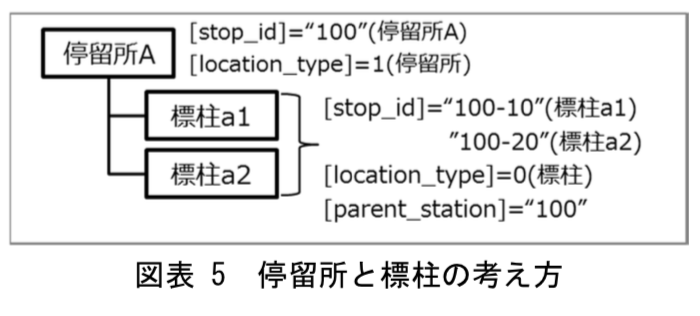 停留所A
[stop_id]=“100”(停留所A)
[location_type]=1(停留所)
標柱a1
標柱a2
[stop_id]=“100-10”(標柱a1)
”100-20”(標柱a2)
[location_type]=0(標柱)
[parent_station]=“100”
図表 5　停留所と標柱の考え方